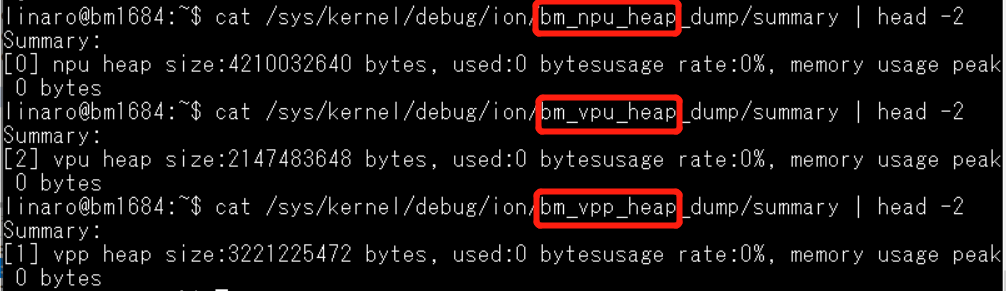 linaro@bm1684:~$ cat /sys/kernel/debug/ion/bm_npu_heap_dump/summary | head -2
Summary:
[0] npu heap size:4210032640 bytes, used:0 bytesusage rate:0%, memory usage peak
 0 bytes
linaro@bm1684:~$ cat /sys/kernel/debug/ion/bm_vpu_heap_dump/summary | head -2
Summary:
[2] vpu heap size:2147483648 bytes, used:0 bytesusage rate:0%, memory usage peak
 0 bytes
linaro@bm1684:~$ cat /sys/kernel/debug/ion/bm_vpp_heap_dump/summary | head -2
Summary:
[1] vpp heap size:3221225472 bytes, used:0 bytesusage rate:0%, memory usage peak
 0 bytes